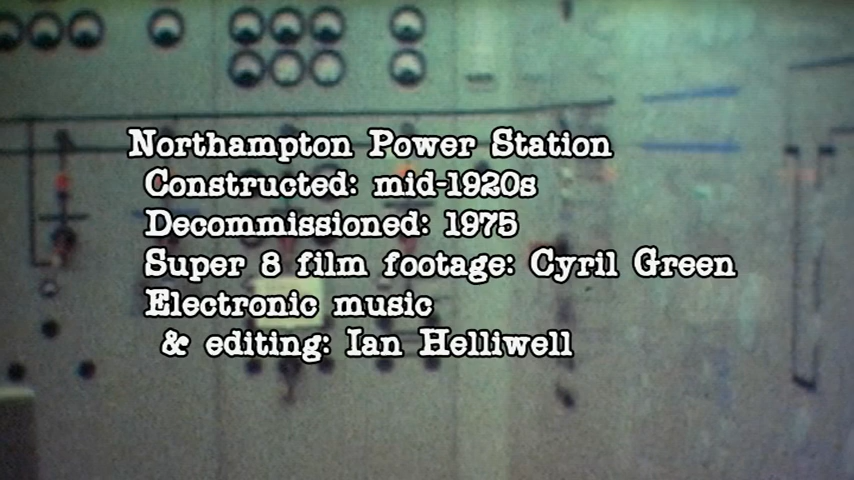 Northampton Power Station
Constructed: mid-1920s
Decommissioned: 1975
Super 8 film footage: Cyril Green
Electronic music
& editing: Ian Helliwell